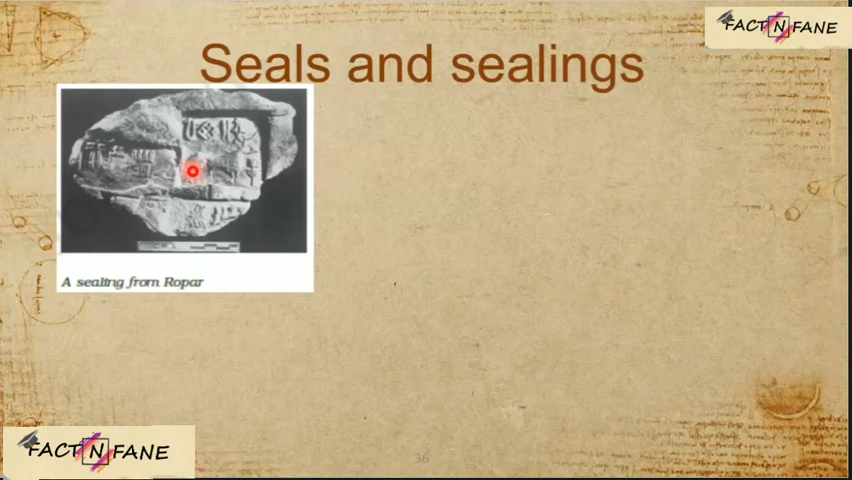 FACT N FANE
Seals and sealings
A sealing from Ropar
FACT N FANE
36